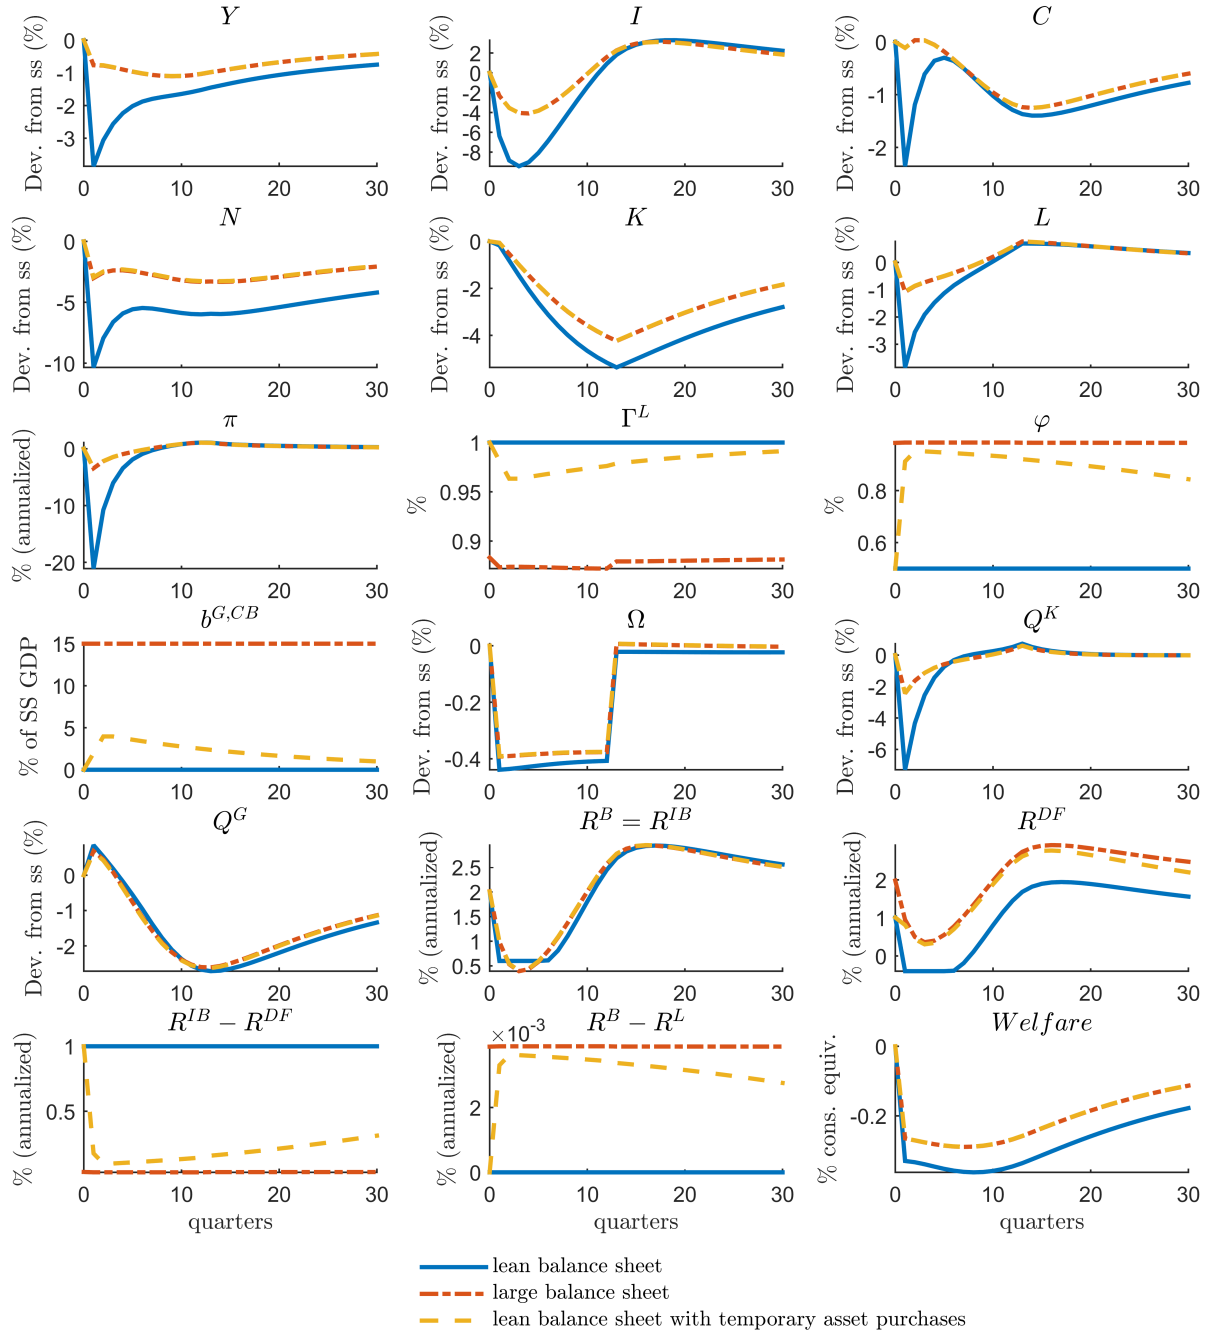 Y I C
Dev. from ss (%) 0 -1 -2 -3 0 10 20 30
Dev. from ss (%) 2 0 -2 -4 -6 -8 0 10 20 30
Dev. from ss (%) 0 -1 -2 0 10 20 30
N K L
Dev. from ss (%) 0 -5 -10 0 10 20 30
Dev. from ss (%) 0 -2 -4 0 10 20 30
Dev. from ss (%) 0 -1 -2 -3 0 10 20 30
π Γ^L φ
% (annualized) 0 -10 -20 0 10 20 30
% 1 0.95 0.9 0 10 20 30
% 0.8 0.6 0 10 20 30
b^{G,CB} Ω Q^K
% of SS GDP 15 10 5 0 0 10 20 30
Dev. from ss (%) 0 -0.2 -0.4 0 10 20 30
Dev. from ss (%) 0 -2 -4 -6 0 10 20 30
Q^G R^B = R^{IB} R^{DF}
Dev. from ss (%) 0 -1 -2 0 10 20 30
% (annualized) 2.5 2 1.5 1 0.5 0 10 20 30
% (annualized) 2 1 0 0 10 20 30
R^{IB} − R^{DF} R^B − R^L Welfare
% (annualized) 1 0.5 0 10 20 30
% (annualized) ×10^{-3} 2 0 0 10 20 30
% cons. equiv. 0 -0.2 0 10 20 30
quarters quarters quarters
lean balance sheet
large balance sheet
lean balance sheet with temporary asset purchases